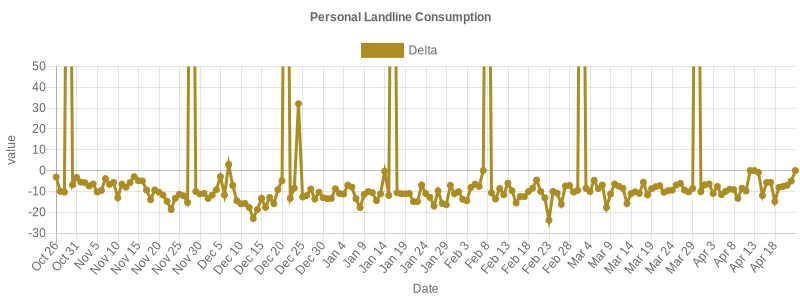 Personal Landline Consumption
Delta
value
50
40
30
20
10
0
-10
-20
-30
Oct 26
Oct 31
Nov 5
Nov 10
Nov 15
Nov 20
Nov 25
Nov 30
Dec 5
Dec 10
Dec 15
Dec 20
Dec 25
Dec 30
Jan 4
Jan 9
Jan 14
Jan 19
Jan 24
Jan 29
Feb 3
Feb 8
Feb 13
Feb 18
Feb 23
Feb 28
Mar 4
Mar 9
Mar 14
Mar 19
Mar 24
Mar 29
Apr 3
Apr 8
Apr 13
Apr 18
Date